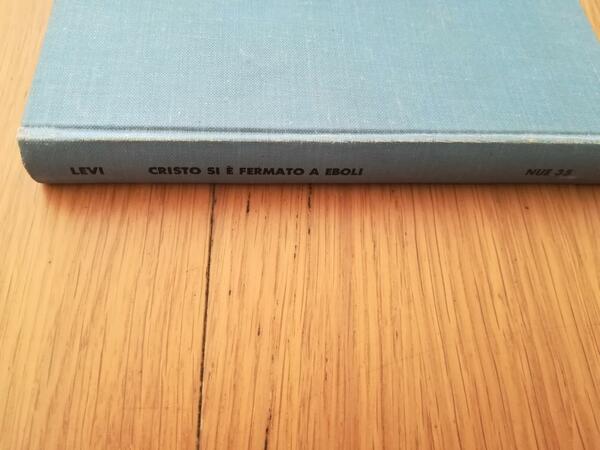 LEVI CRISTO SI È FERMATO A EBOLI NUE 35